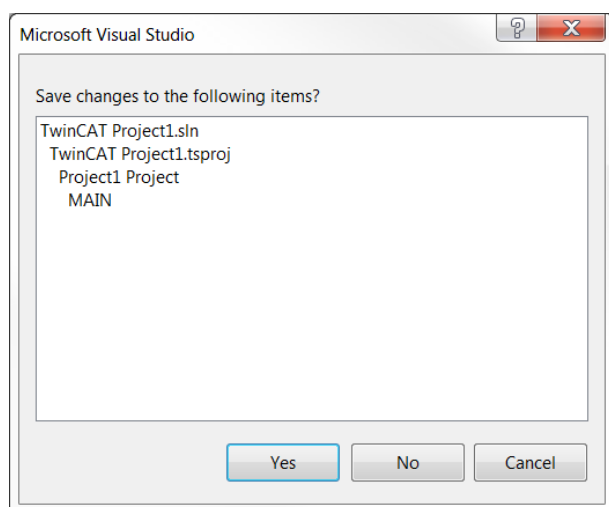 Microsoft Visual Studio
Save changes to the following items?
TwinCAT Project1.sln
TwinCAT Project1.tsproj
Project1 Project
MAIN
Yes No Cancel